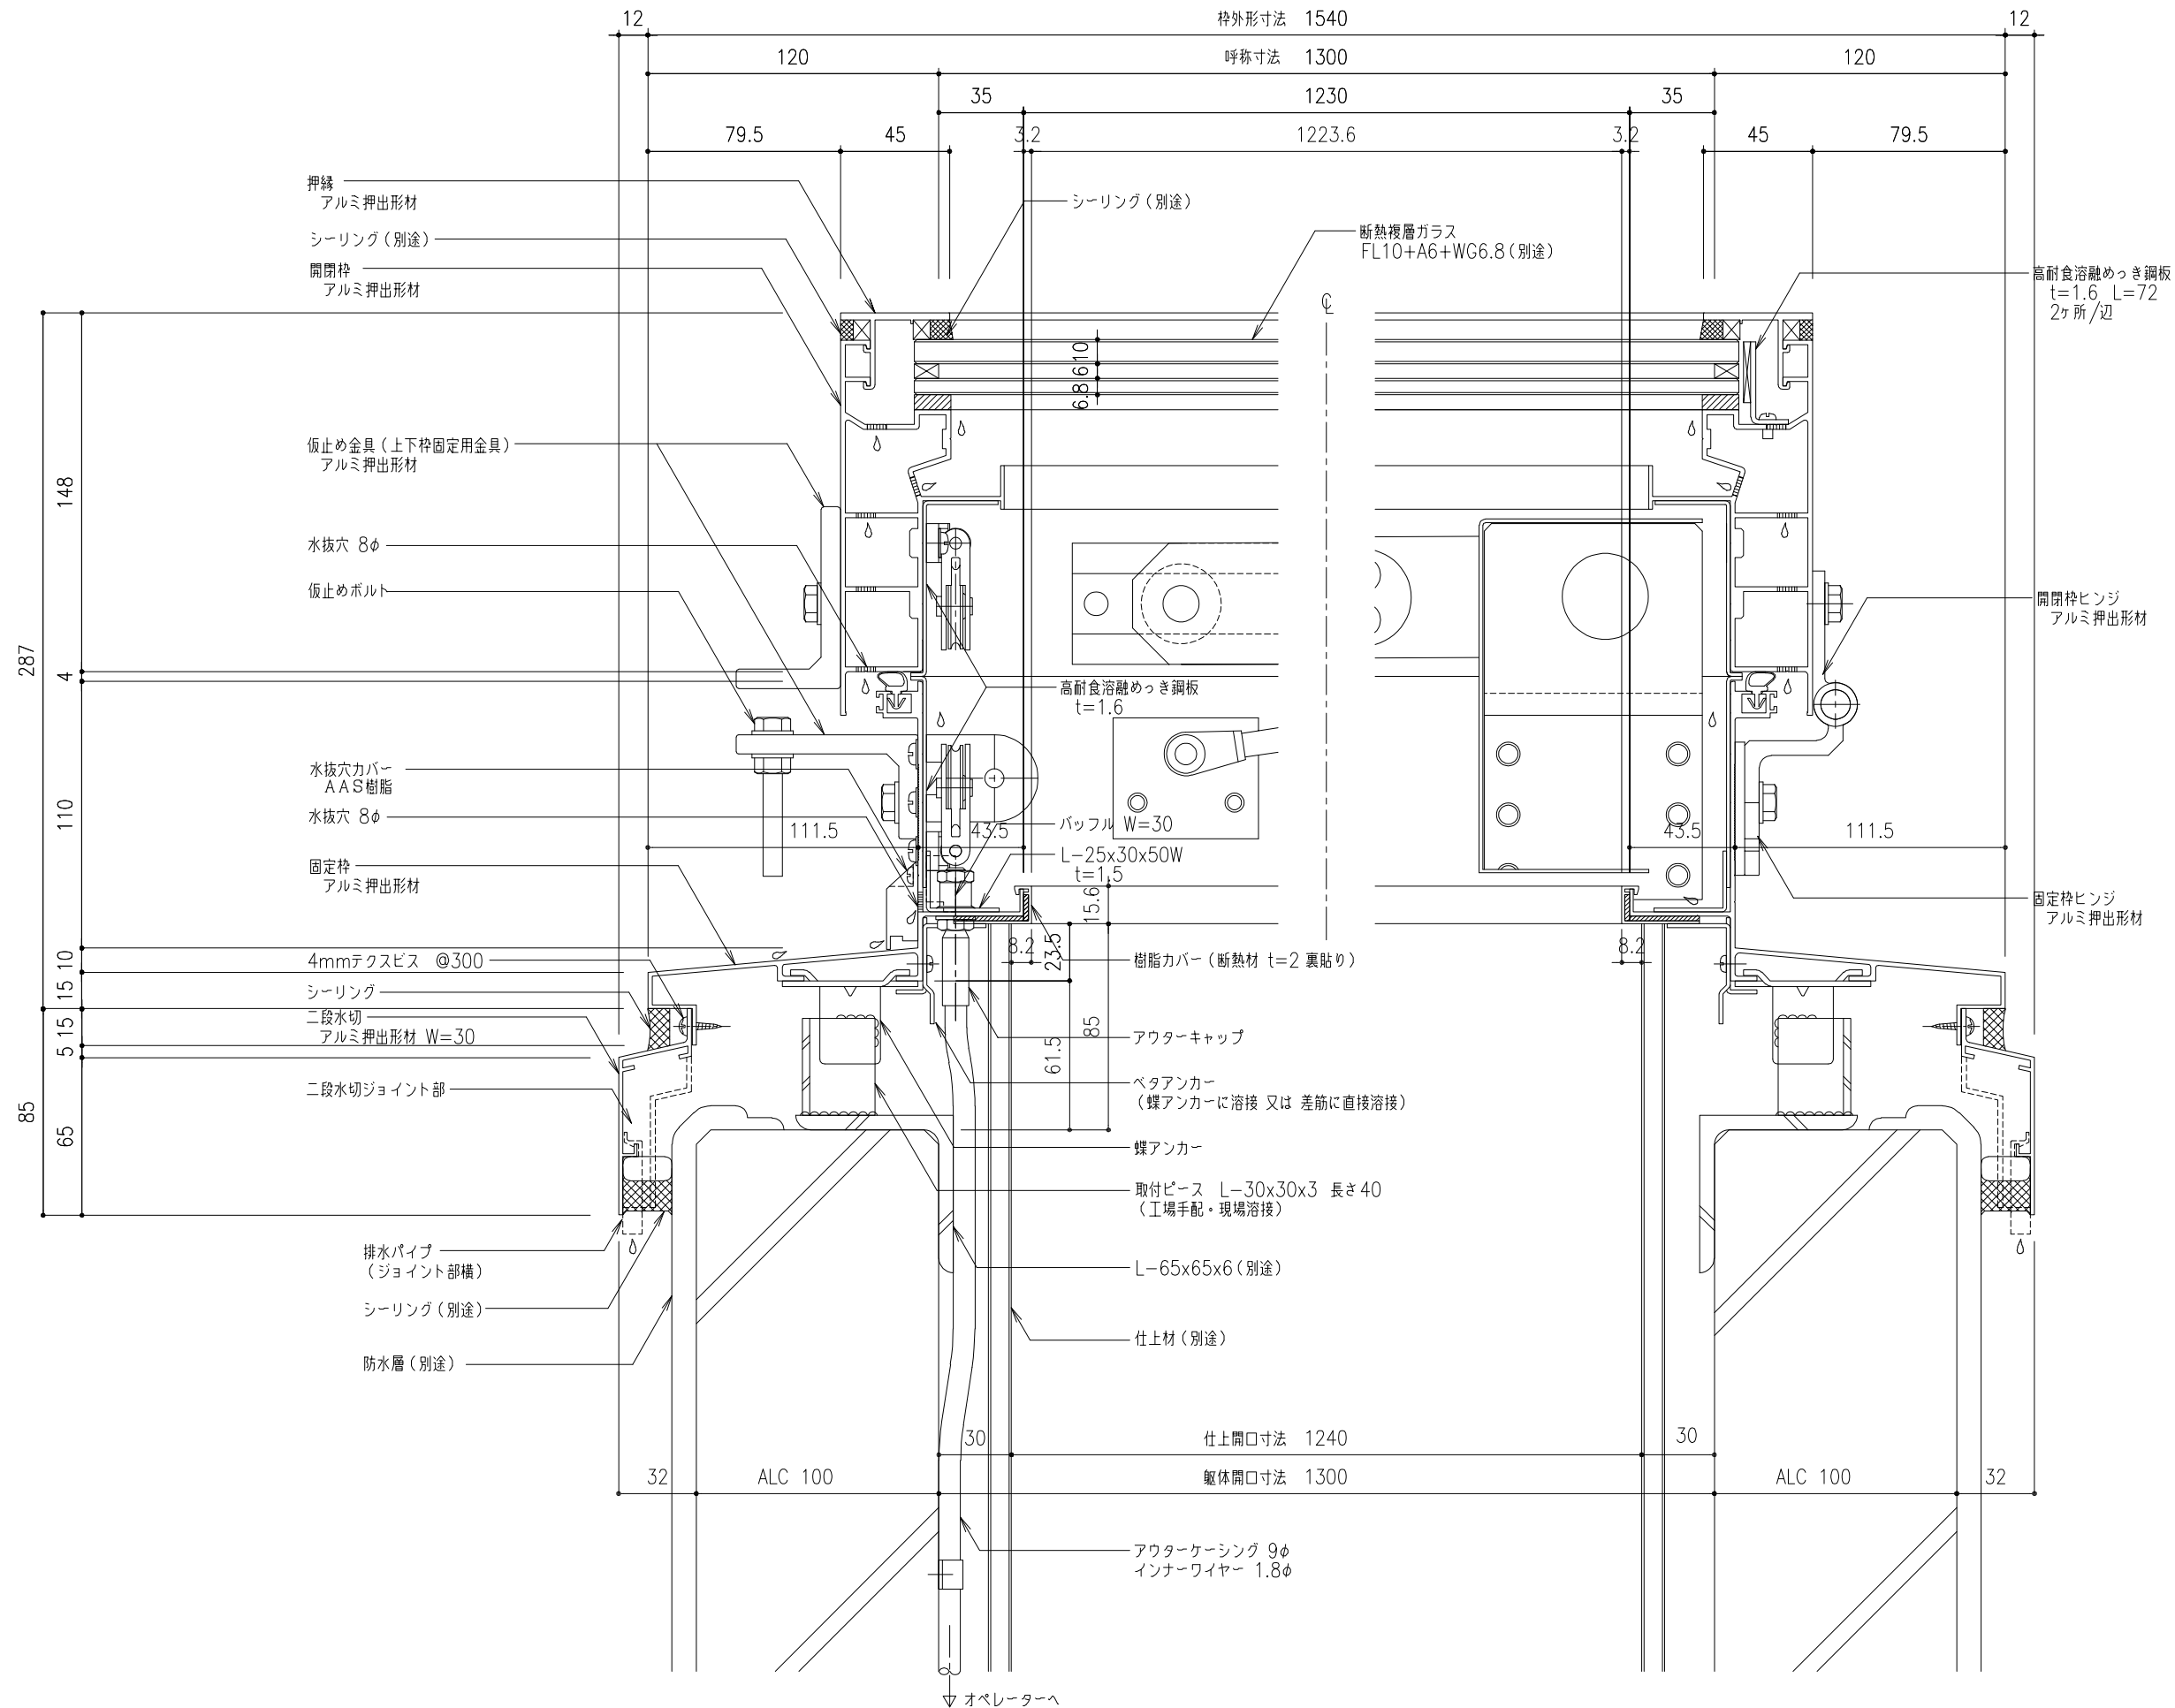 12
枠外形寸法 1540
12
120
呼称寸法 1300
120
35
1230
35
79.5
45
3.2
1223.6
3.2
45
79.5
押縁
アルミ押出形材
シーリング(別途)
シーリング(別途)
開閉枠
アルミ押出形材
断熱複層ガラス
FL10+A6+WG6.8(別途)
高耐食溶融めっき鋼板
t=1.6 L=72
2ヶ所/辺
℄
10
6
6.8
仮止め金具(上下枠固定用金具)
アルミ押出形材
148
水抜穴 8φ
仮止めボルト
開閉枠ヒンジ
アルミ押出形材
287
4
高耐食溶融めっき鋼板
t=1.6
水抜穴カバー
AAS樹脂
水抜穴 8φ
110
111.5
43.5
バッフル W=30
43.5
111.5
L-25x30x50W
t=1.5
固定枠
アルミ押出形材
15.6
固定枠ヒンジ
アルミ押出形材
8.2
23.5
8.2
樹脂カバー(断熱材 t=2 裏貼り)
4mmテクスビス @300
10
15
シーリング
二段水切
アルミ押出形材 W=30
15
5
アウターキャップ
85
61.5
ベタアンカー
(蝶アンカーに溶接 又は 差筋に直接溶接)
二段水切ジョイント部
85
65
蝶アンカー
取付ピース L-30x30x3 長さ40
(工場手配・現場溶接)
排水パイプ
(ジョイント部横)
L-65x65x6(別途)
シーリング(別途)
仕上材(別途)
防水層(別途)
30
仕上開口寸法 1240
30
32
ALC 100
躯体開口寸法 1300
ALC 100
32
アウターケーシング 9φ
インナーワイヤー 1.8φ
オペレーターへ